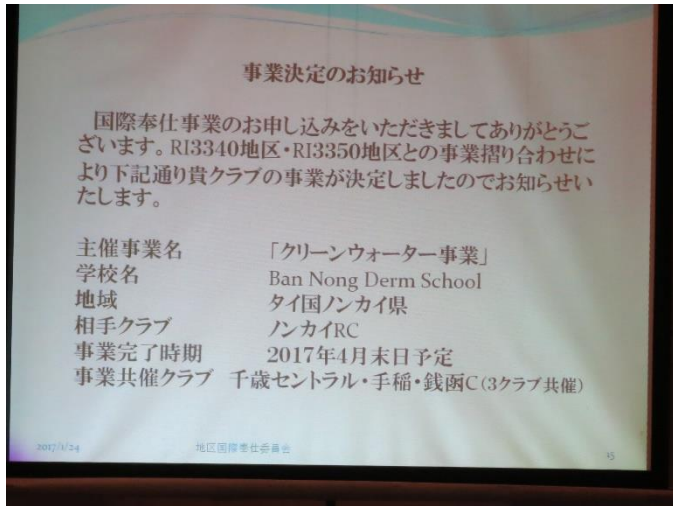 事業決定のお知らせ
国際奉仕事業のお申し込みをいただきましてありがとうご
ざいます。RI3340地区・RI3350地区との事業摺り合わせに
より下記通り貴クラブの事業が決定しましたのでお知らせい
たします。
主催事業名 「クリーンウォーター事業」
学校名 Ban Nong Derm School
地域 タイ国ノンカイ県
相手クラブ ノンカイRC
事業完了時期 2017年4月末日予定
事業共催クラブ 千歳セントラル・手稲・銭函C(3クラブ共催)
2017/1/24 地区国際奉仕委員会 15